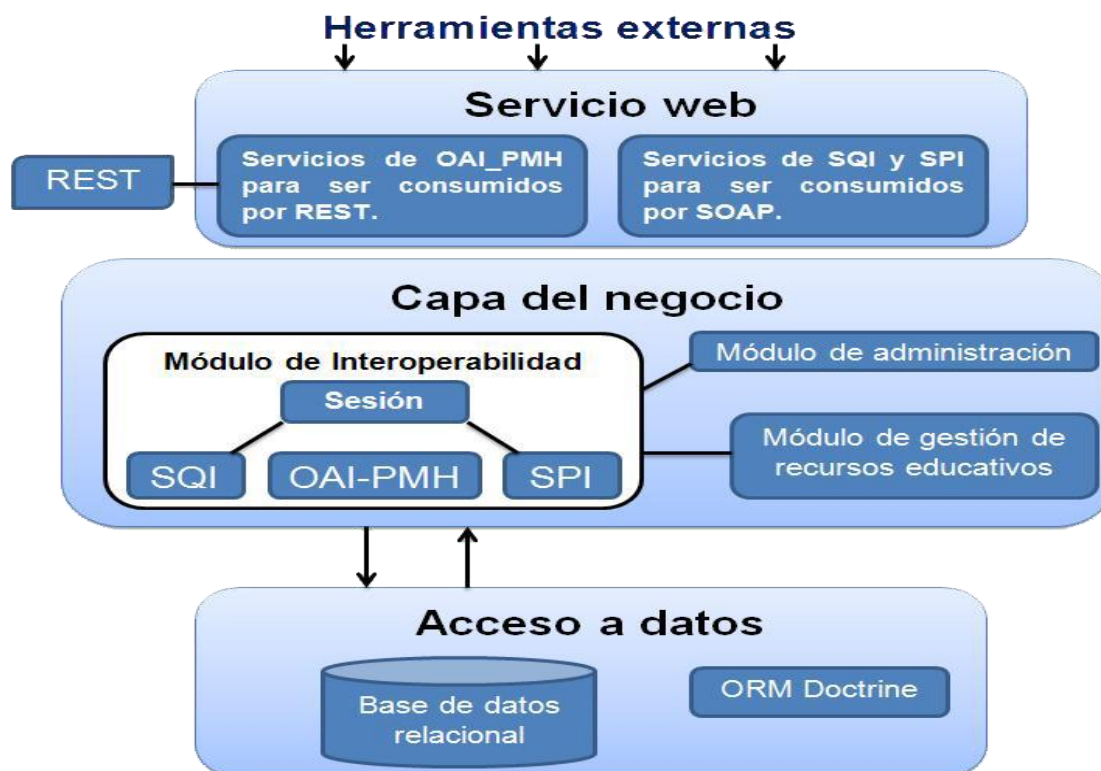 Herramientas externas
Servicio web
REST
Servicios de OAI_PMH
para ser consumidos
por REST.
Servicios de SQI y SPI
para ser consumidos
por SOAP.
Capa del negocio
Módulo de Interoperabilidad
Sesión
SQI
OAI-PMH
SPI
Módulo de administración
Módulo de gestión de
recursos educativos
Acceso a datos
Base de datos
relacional
ORM Doctrine